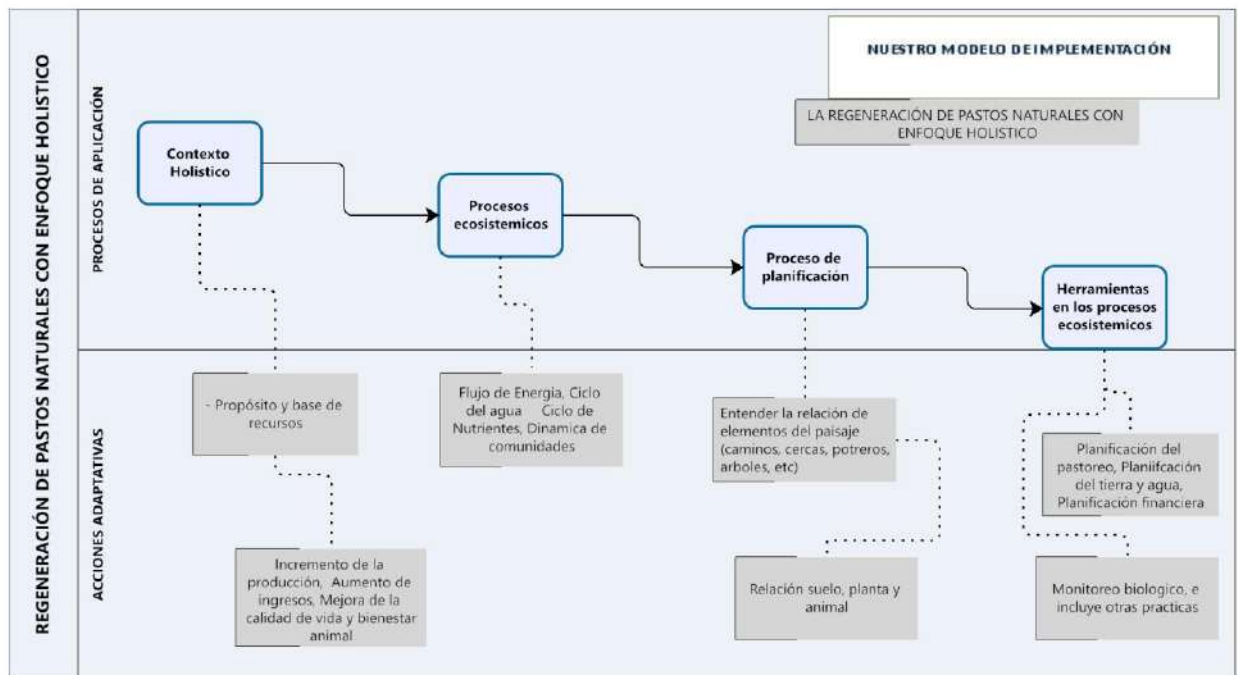 REGENERACIÓN DE PASTOS NATURALES CON ENFOQUE HOLISTICO
PROCESOS DE APLICACIÓN
NUESTRO MODELO DE IMPLEMENTACIÓN
LA REGENERACIÓN DE PASTOS NATURALES CON
ENFOQUE HOLISTICO
Contexto
Holistico
Procesos
ecosistemicos
Proceso de
planificación
Herramientas
en los procesos
ecosistemicos
ACCIONES ADAPTATIVAS
- Propósito y base de
recursos
Flujo de Energia, Ciclo
del agua Ciclo de
Nutrientes, Dinamica de
comunidades
Entender la relación de
elementos del paisaje
(caminos, cercas, potreros,
arboles, etc)
Planificación del
pastoreo, Planiifcación
del tierra y agua,
Planificación financiera
Incremento de la
producción, Aumento de
ingresos, Mejora de la
calidad de vida y bienestar
animal
Relación suelo, planta y
animal
Monitoreo biologico, e
incluye otras practicas